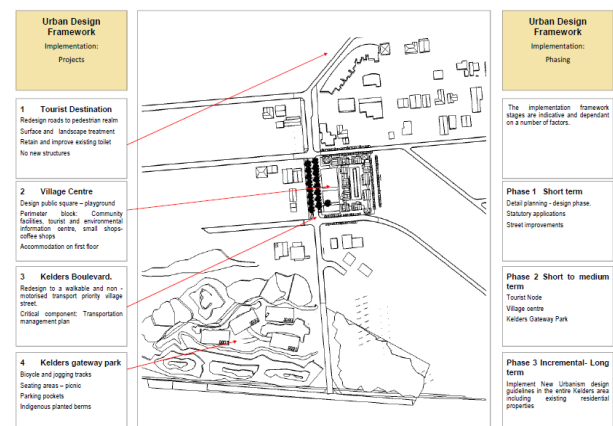 Urban Design
Framework
Implementation:
Projects
1 Tourist Destination
Redesign roads to pedestrian realm
Surface and landscape treatment
Retain and improve existing toilet
No new structures
2 Village Centre
Design public square – playground
Perimeter block: Community
facilities, tourist and environmental
information centre, small shops-
coffee shops
Accommodation on first floor
3 Kelders Boulevard.
Redesign to a walkable and non -
motorised transport priority village
street.
Critical component: Transportation
management plan
4 Kelders gateway park
Bicycle and jogging tracks
Seating areas – picnic
Parking pockets
Indigenous planted berms
Urban Design
Framework
Implementation:
Phasing
The implementation framework
stages are indicative and dependant
on a number of factors.
Phase 1 Short term
Detail planning - design phase.
Statutory applications
Street improvements
Phase 2 Short to medium
term
Tourist Node
Village centre
Kelders Gateway Park
Phase 3 Incremental- Long
term
Implement New Urbanism design
guidelines in the entire Kelders area
including existing residential
properties